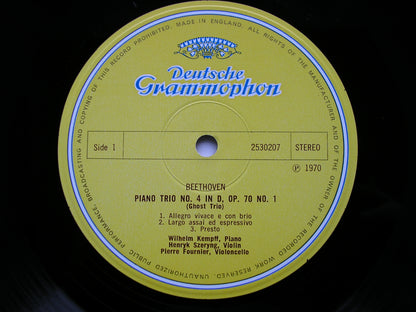 MADE IN ENGLAND. ALL RIGHTS OF THE MANUFACTURER AND OF THE OWNER OF THE RECORDED WORK RESERVED. UNAUTHORIZED PUBLIC PERFORMANCE, BROADCASTING AND COPYING OF THIS RECORD PROHIBITED.
Deutsche
Grammophon
Side 1
2530207
STEREO
℗ 1970
BEETHOVEN
PIANO TRIO NO. 4 IN D, OP. 70 NO. 1
(Ghost Trio)
1. Allegro vivace e con brio
2. Largo assai ed espressivo
3. Presto
Wilhelm Kempff, Piano
Henryk Szeryng, Violin
Pierre Fournier, Violoncello